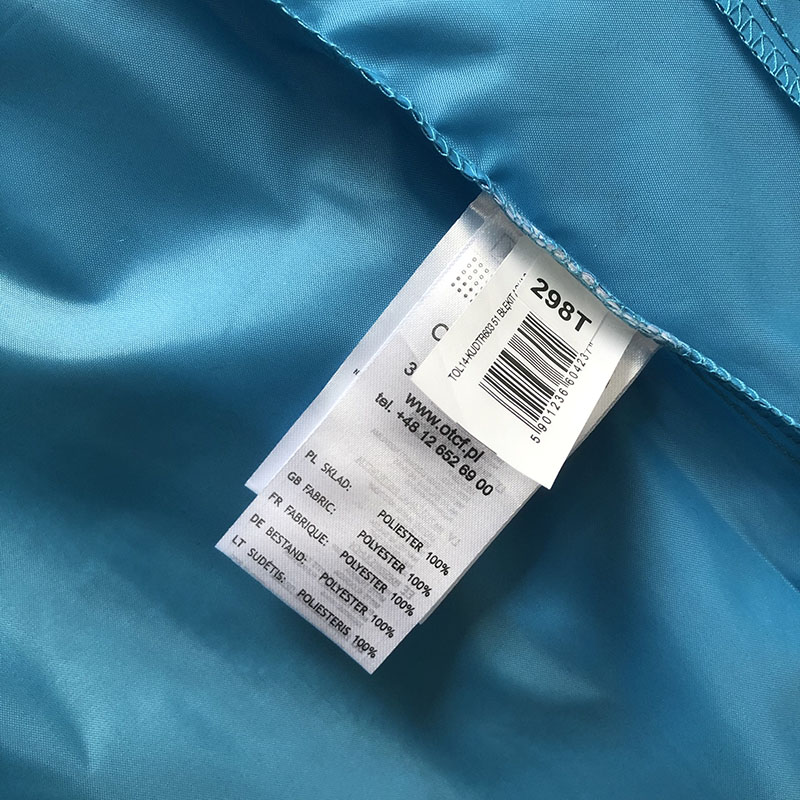 298T
TOL14-KUDTR603 51 BŁĘKIT
5 901236 604237
www.otcf.pl
tel. +48 12 652 69 00
PL SKLAD: POLIESTER 100%
GB FABRIC: POLYESTER 100%
FR FABRIQUE: POLYESTER 100%
DE BESTAND: POLYESTER 100%
LT SUDĖTIS: POLIESTERIS 100%